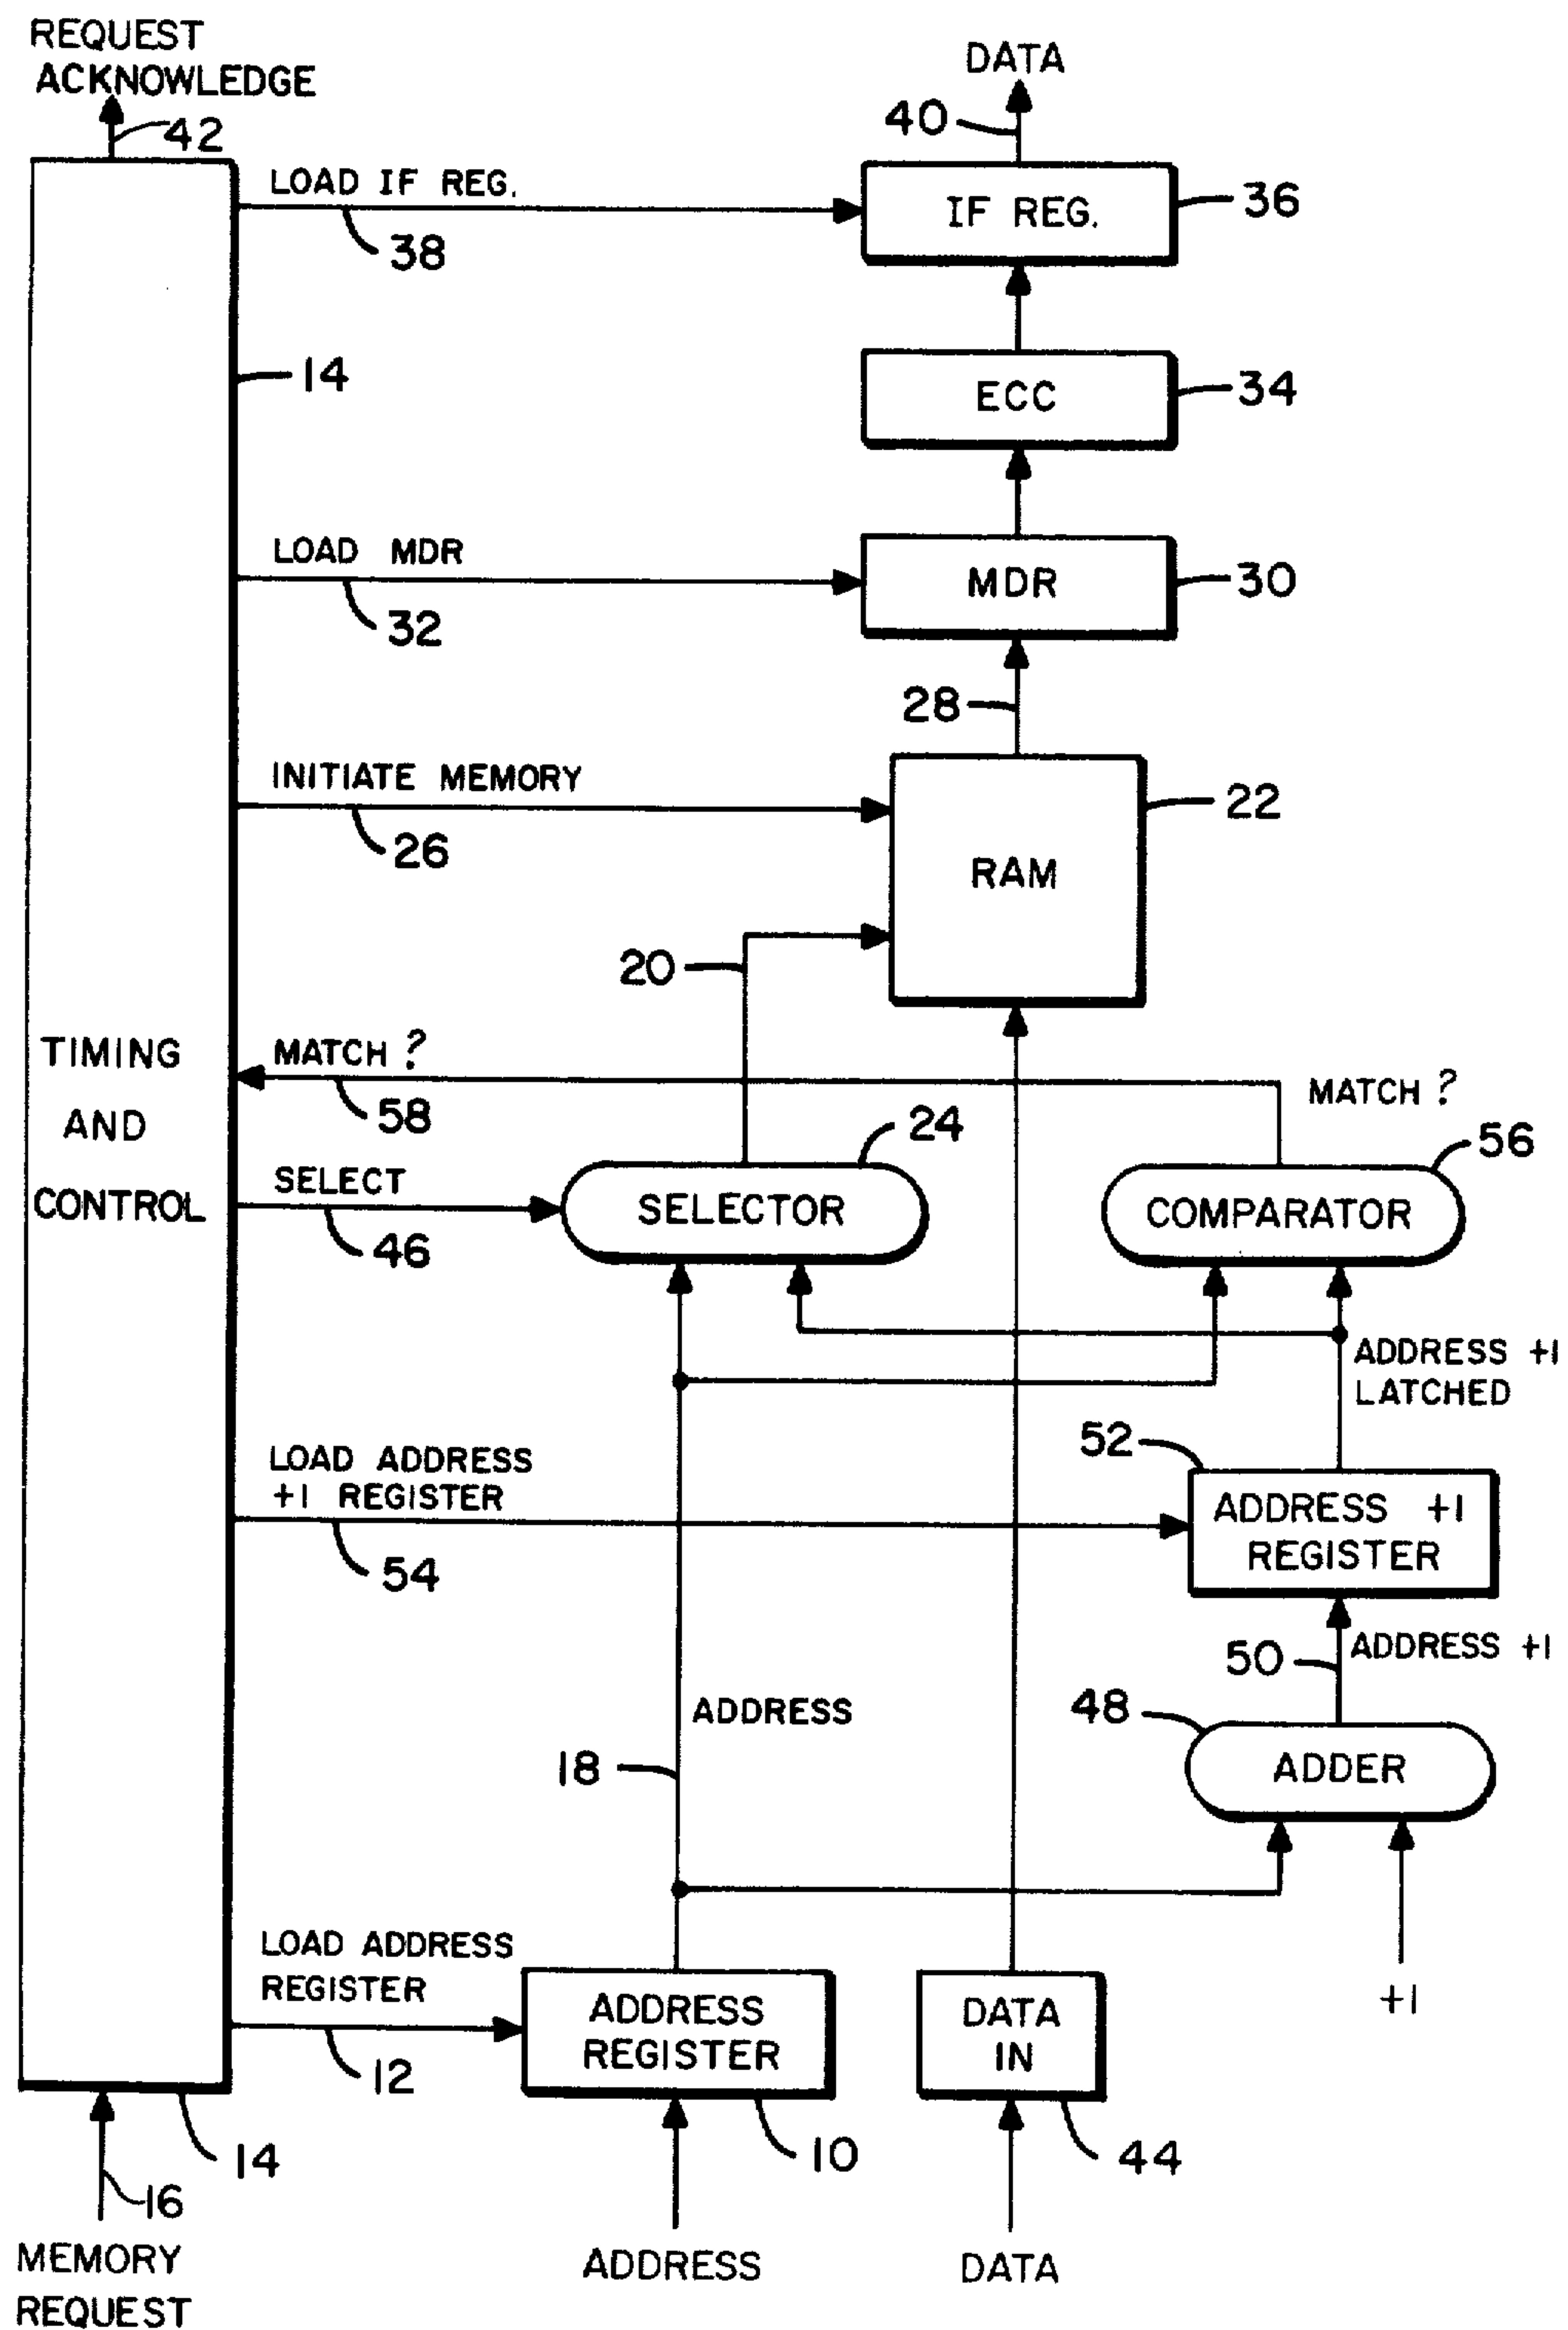 REQUEST
ACKNOWLEDGE
42
DATA
40
LOAD IF REG.
38
IF REG.
36
14
ECC
34
LOAD MDR
32
MDR
30
28
INITIATE MEMORY
26
RAM
22
20
TIMING
AND
CONTROL
MATCH ?
58
MATCH ?
24
56
SELECT
46
SELECTOR
COMPARATOR
ADDRESS +1
LATCHED
52
LOAD ADDRESS
+1 REGISTER
54
ADDRESS +1
REGISTER
50
ADDRESS +1
48
ADDRESS
18
ADDER
+1
LOAD ADDRESS
REGISTER
12
ADDRESS
REGISTER
10
DATA
IN
44
14
16
MEMORY
REQUEST
ADDRESS
DATA